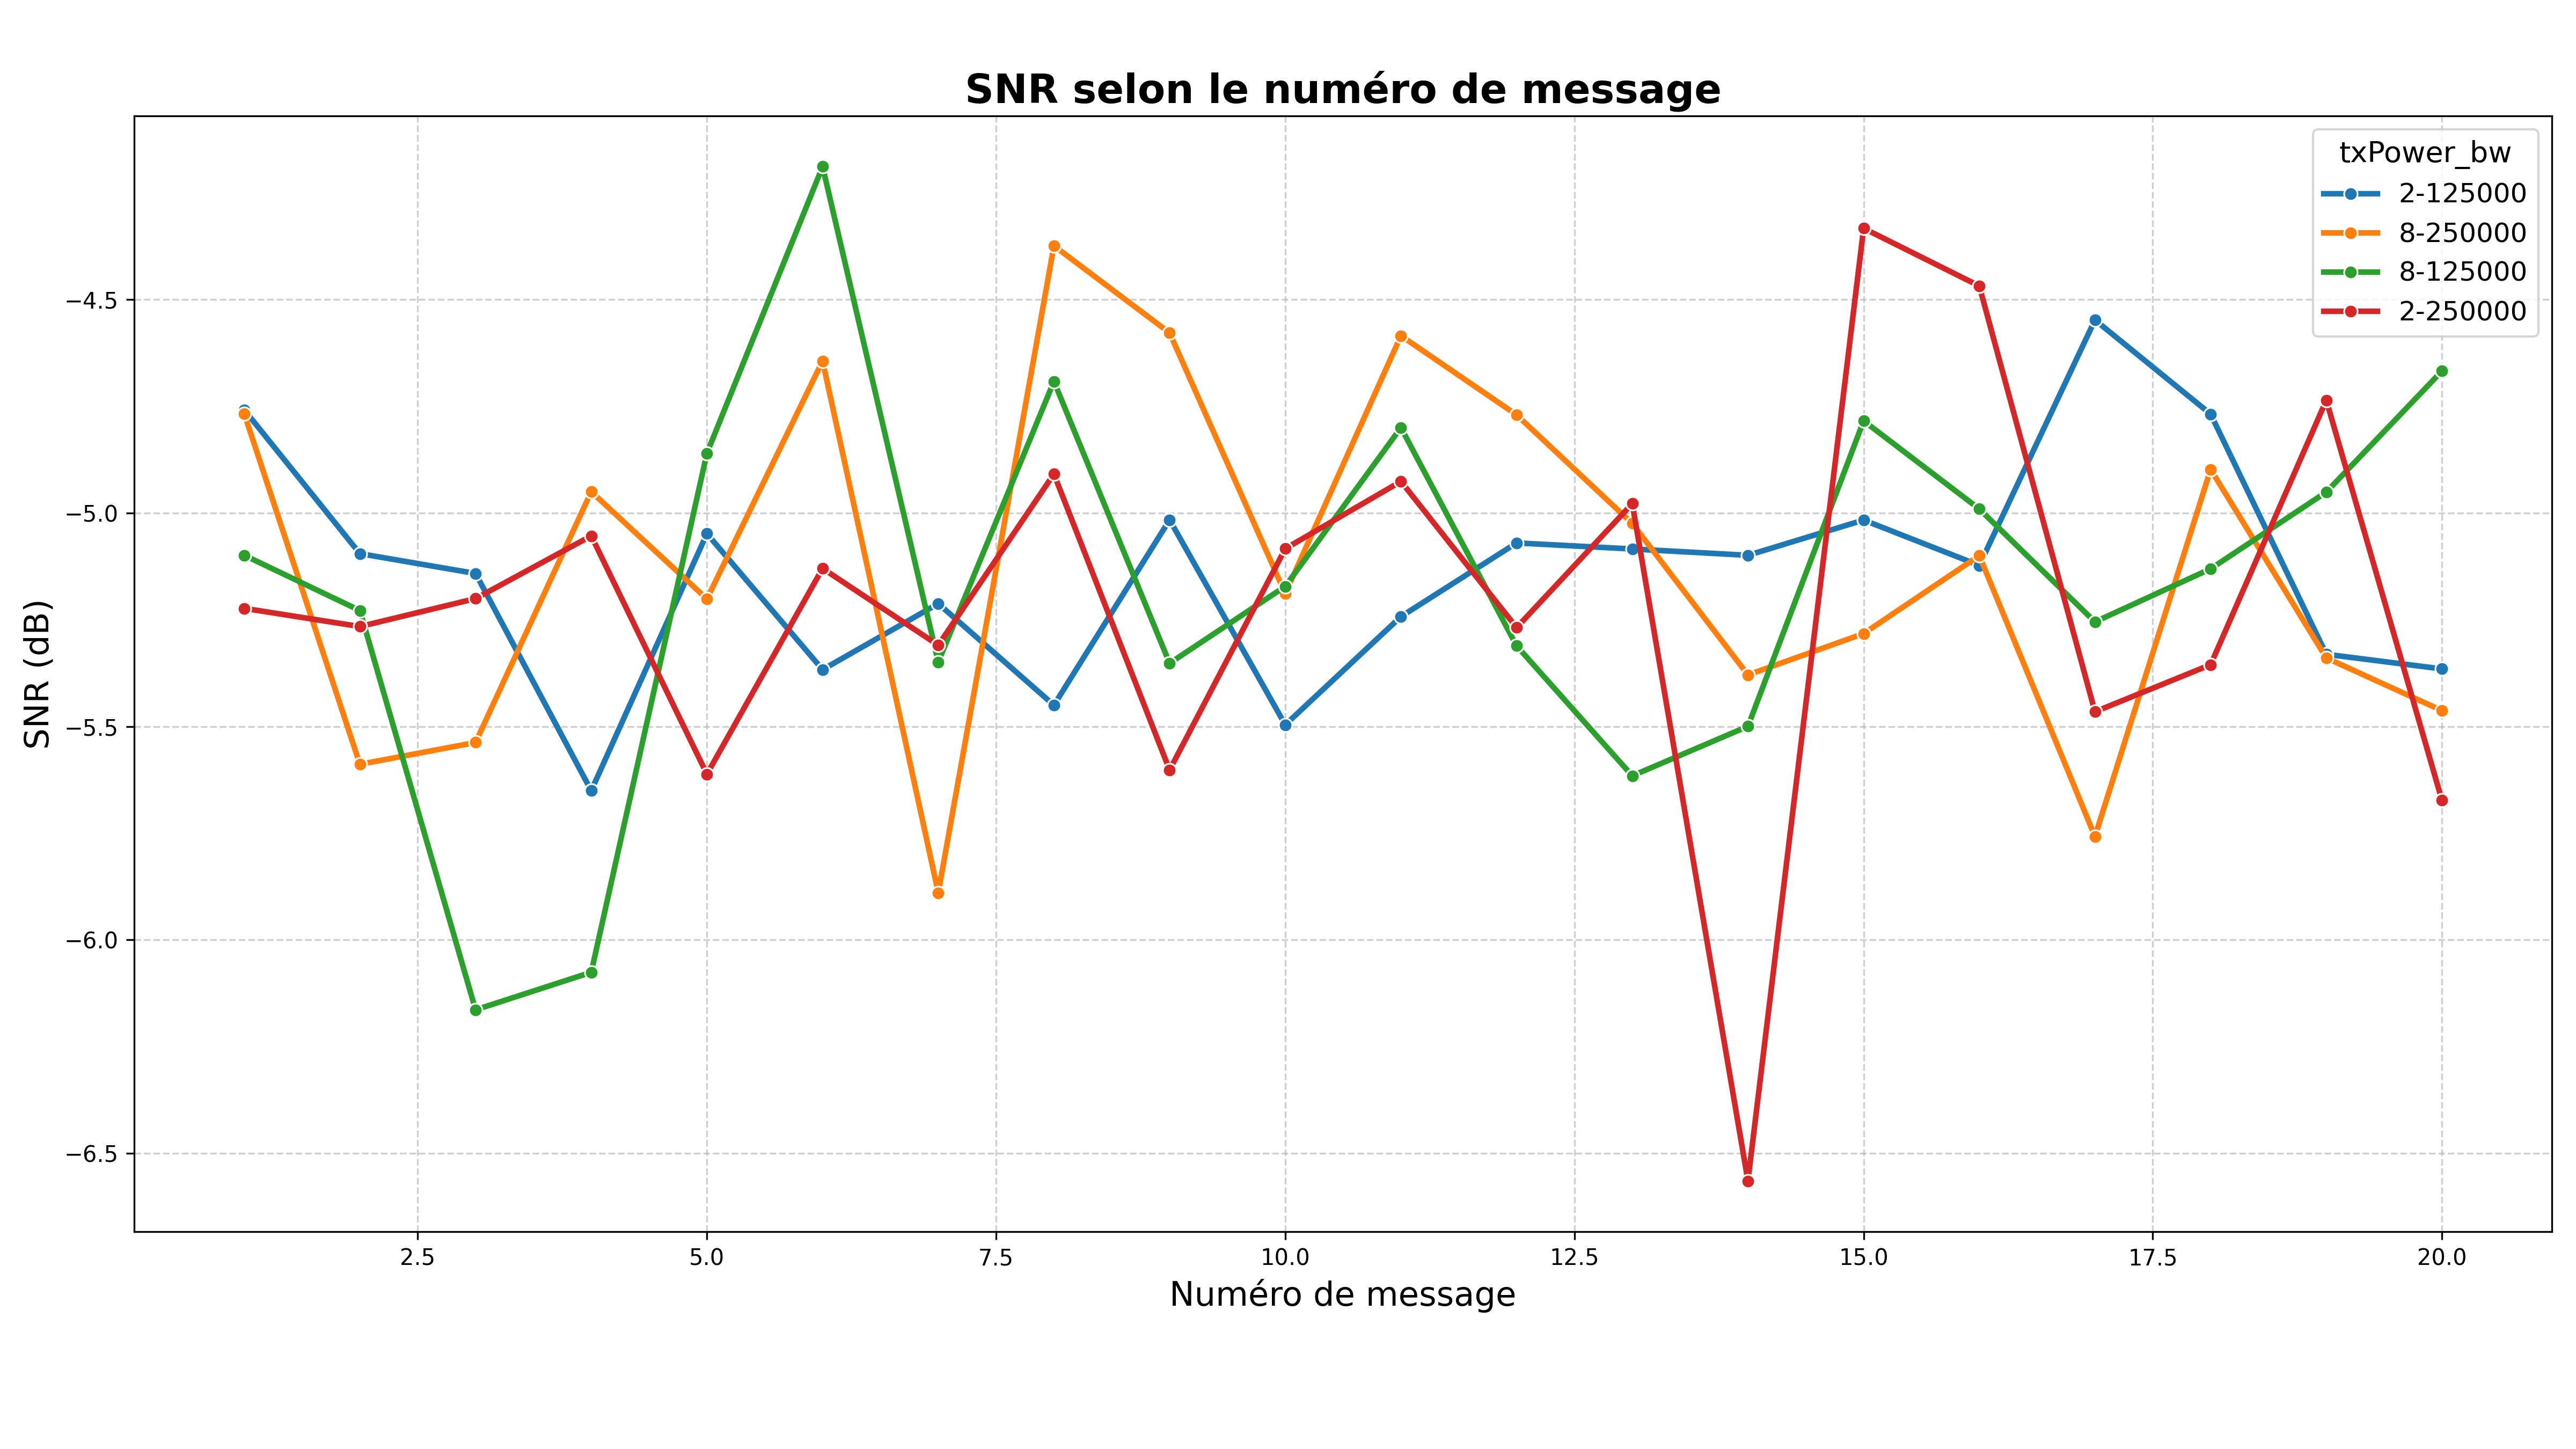 SNR selon le numéro de message
txPower_bw
2-125000
8-250000
8-125000
2-250000
SNR (dB)
−4.5
−5.0
−5.5
−6.0
−6.5
2.5 5.0 7.5 10.0 12.5 15.0 17.5 20.0
Numéro de message